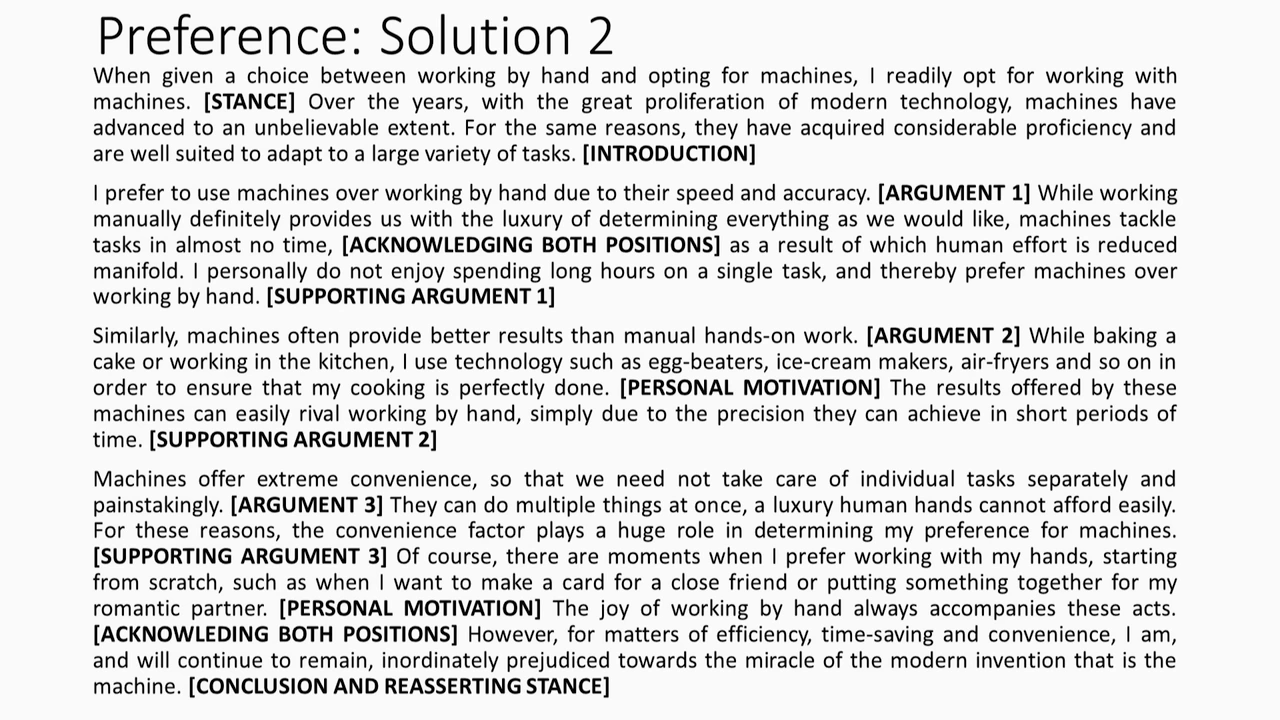 Preference: Solution 2
When given a choice between working by hand and opting for machines, I readily opt for working with
machines. [STANCE] Over the years, with the great proliferation of modern technology, machines have
advanced to an unbelievable extent. For the same reasons, they have acquired considerable proficiency and
are well suited to adapt to a large variety of tasks. [INTRODUCTION]
I prefer to use machines over working by hand due to their speed and accuracy. [ARGUMENT 1] While working
manually definitely provides us with the luxury of determining everything as we would like, machines tackle
tasks in almost no time, [ACKNOWLEDGING BOTH POSITIONS] as a result of which human effort is reduced
manifold. I personally do not enjoy spending long hours on a single task, and thereby prefer machines over
working by hand. [SUPPORTING ARGUMENT 1]
Similarly, machines often provide better results than manual hands-on work. [ARGUMENT 2] While baking a
cake or working in the kitchen, I use technology such as egg-beaters, ice-cream makers, air-fryers and so on in
order to ensure that my cooking is perfectly done. [PERSONAL MOTIVATION] The results offered by these
machines can easily rival working by hand, simply due to the precision they can achieve in short periods of
time. [SUPPORTING ARGUMENT 2]
Machines offer extreme convenience, so that we need not take care of individual tasks separately and
painstakingly. [ARGUMENT 3] They can do multiple things at once, a luxury human hands cannot afford easily.
For these reasons, the convenience factor plays a huge role in determining my preference for machines.
[SUPPORTING ARGUMENT 3] Of course, there are moments when I prefer working with my hands, starting
from scratch, such as when I want to make a card for a close friend or putting something together for my
romantic partner. [PERSONAL MOTIVATION] The joy of working by hand always accompanies these acts.
[ACKNOWLEDING BOTH POSITIONS] However, for matters of efficiency, time-saving and convenience, I am,
and will continue to remain, inordinately prejudiced towards the miracle of the modern invention that is the
machine. [CONCLUSION AND REASSERTING STANCE]